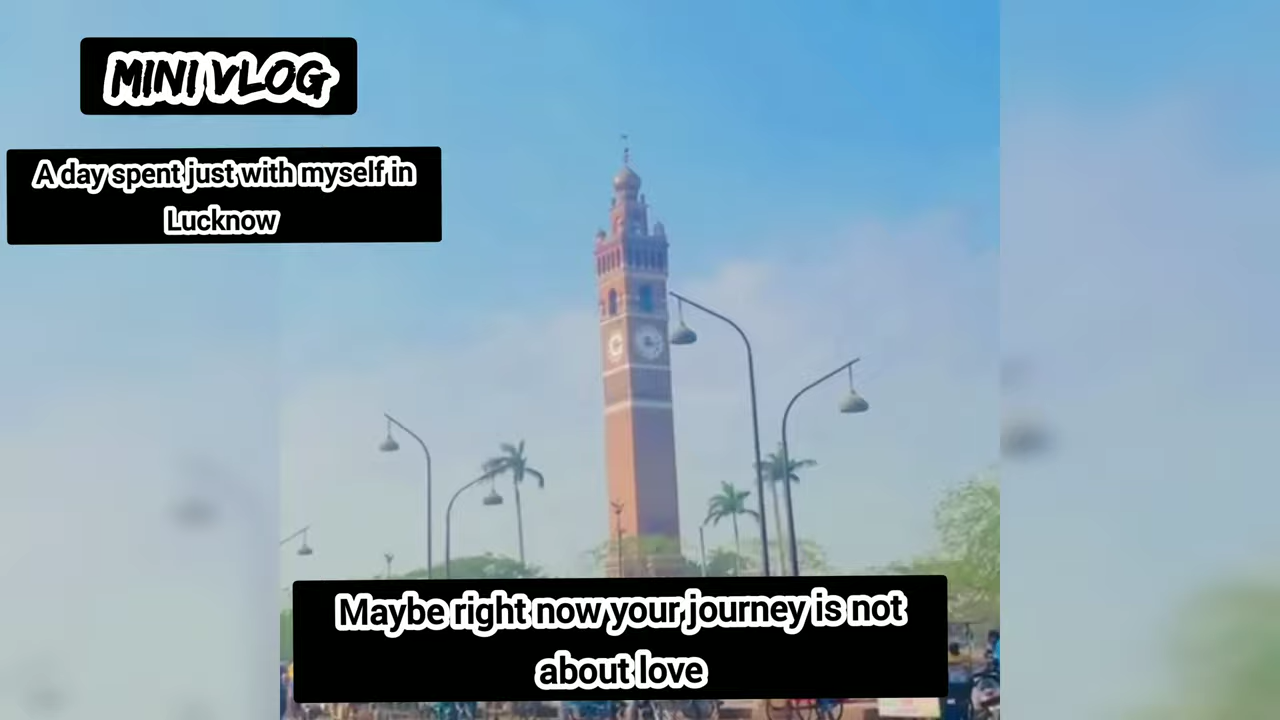 MINI VLOG
A day spent just with myself in
Lucknow
Maybe right now your journey is not
about love